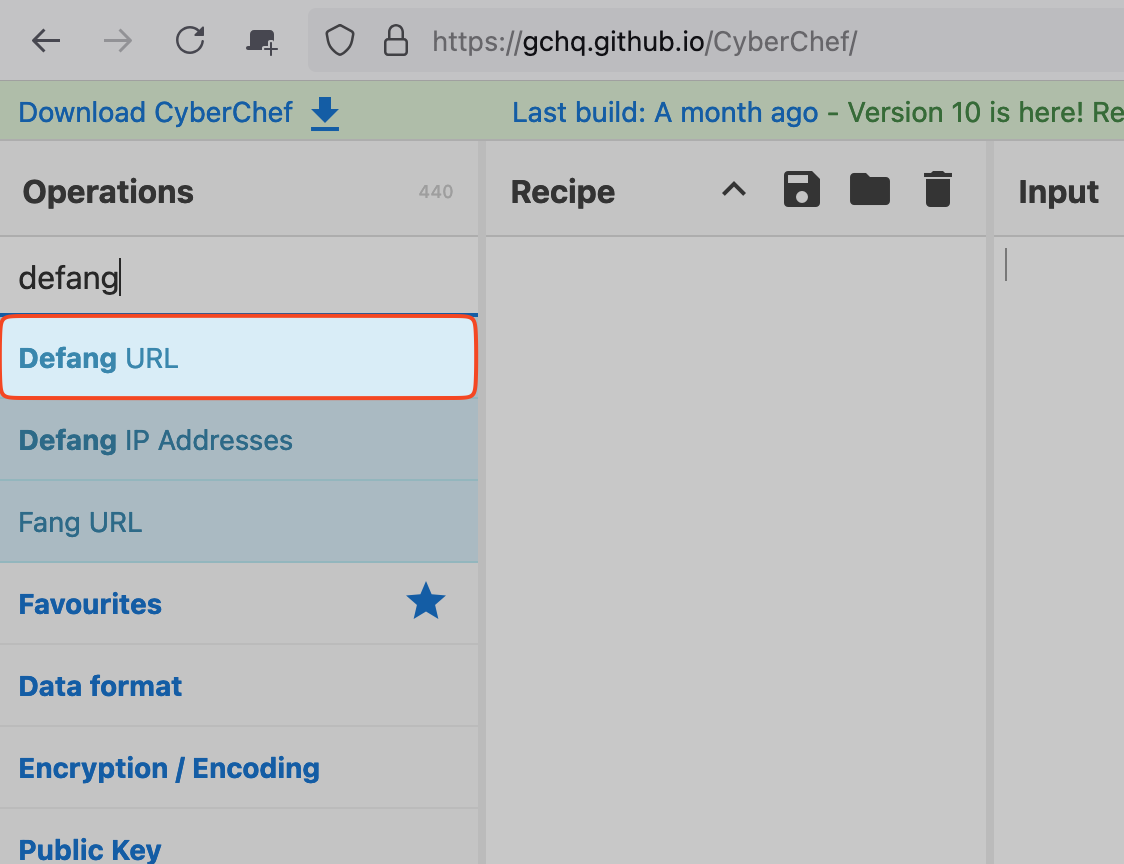 https://gchq.github.io/CyberChef/
Download CyberChef
Last build: A month ago - Version 10 is here! Re
Operations 440
Recipe
Input
defang
Defang URL
Defang IP Addresses
Fang URL
Favourites
Data format
Encryption / Encoding
Public Key